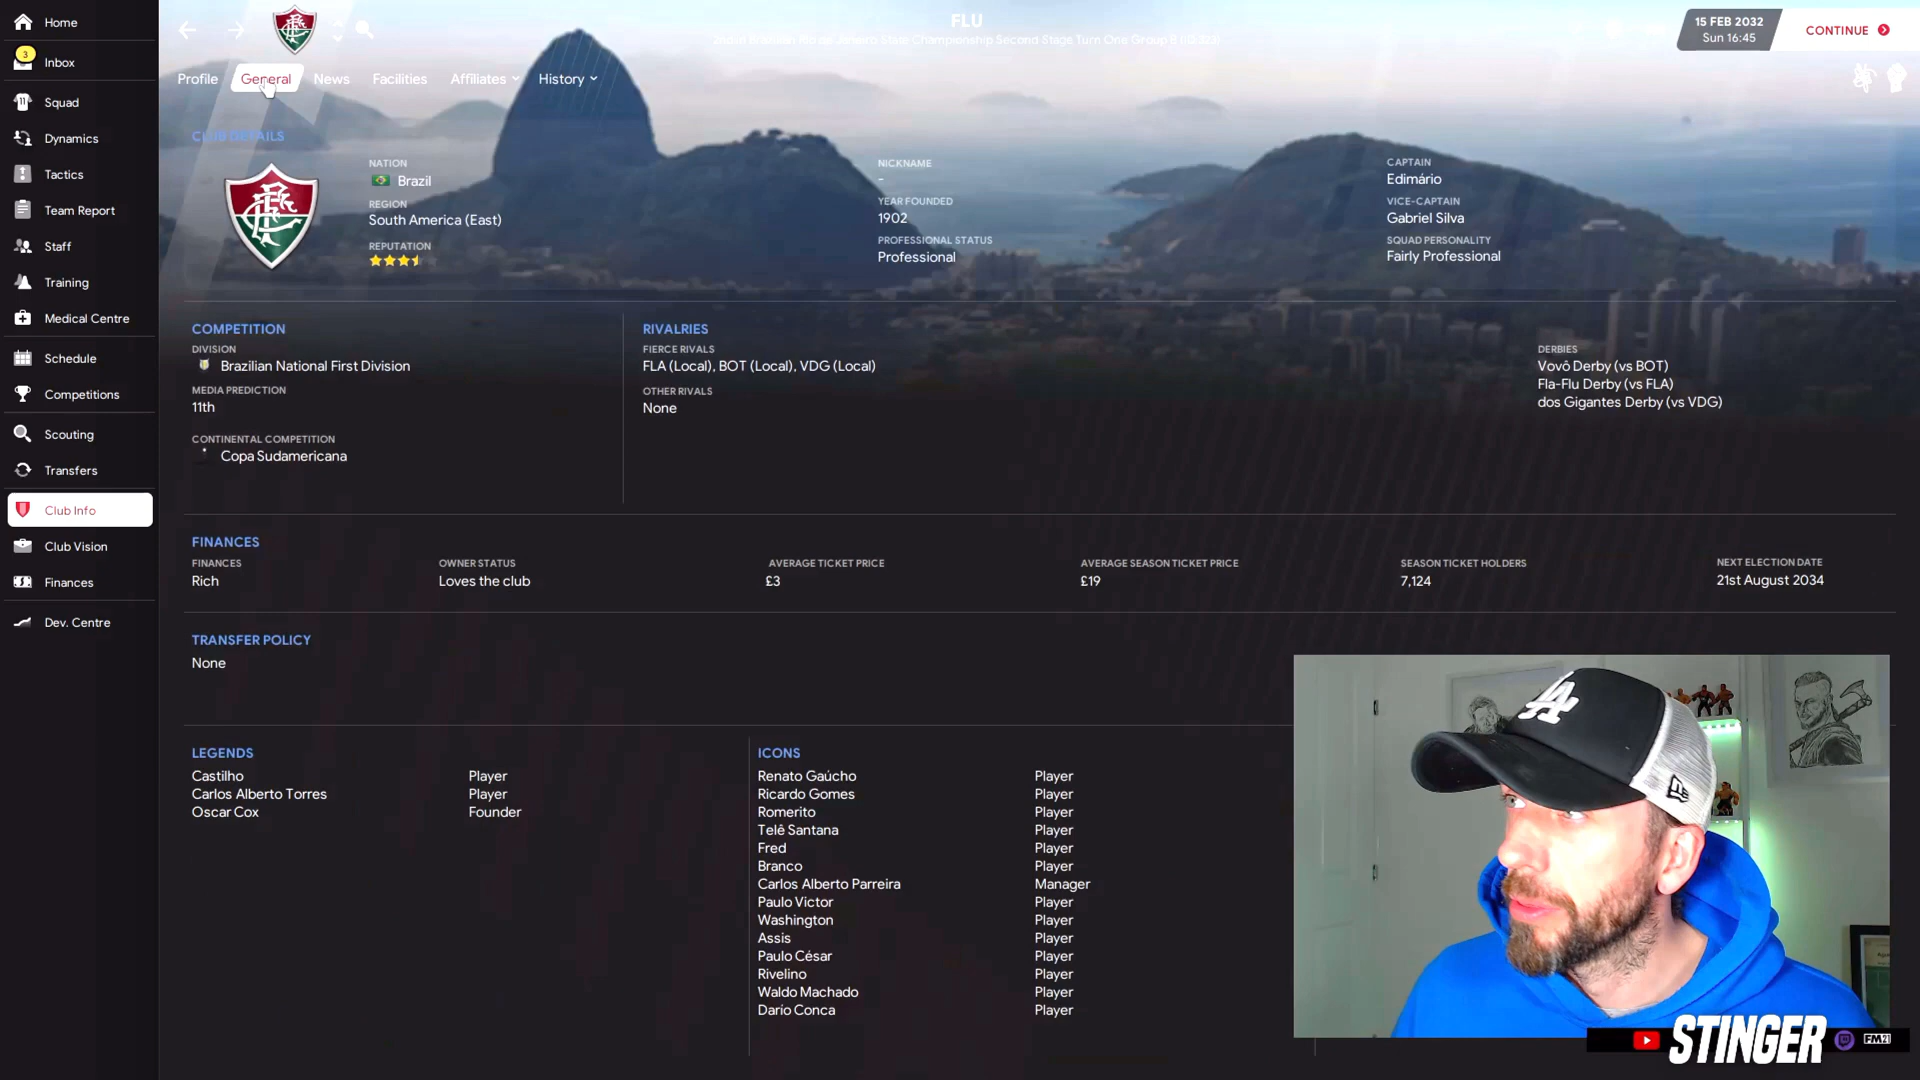 Home
3
Inbox
Squad
Dynamics
Tactics
Team Report
Staff
Training
Medical Centre
Schedule
Competitions
Scouting
Transfers
Club Info
Club Vision
Finances
Dev. Centre
FLU
15 FEB 2032
Sun 16:45
CONTINUE
Profile
General
News
Facilities
Affiliates
History
CLUB DETAILS
NATION
Brazil
REGION
South America (East)
REPUTATION
NICKNAME
-
YEAR FOUNDED
1902
PROFESSIONAL STATUS
Professional
CAPTAIN
Edimário
VICE-CAPTAIN
Gabriel Silva
SQUAD PERSONALITY
Fairly Professional
COMPETITION
DIVISION
Brazilian National First Division
MEDIA PREDICTION
11th
CONTINENTAL COMPETITION
Copa Sudamericana
RIVALRIES
FIERCE RIVALS
FLA (Local), BOT (Local), VDG (Local)
OTHER RIVALS
None
DERBIES
Vovô Derby (vs BOT)
Fla-Flu Derby (vs FLA)
dos Gigantes Derby (vs VDG)
FINANCES
FINANCES
Rich
OWNER STATUS
Loves the club
AVERAGE TICKET PRICE
£3
AVERAGE SEASON TICKET PRICE
£19
SEASON TICKET HOLDERS
7,124
NEXT ELECTION DATE
21st August 2034
TRANSFER POLICY
None
LEGENDS
Castilho Player
Carlos Alberto Torres Player
Oscar Cox Founder
ICONS
Renato Gaúcho Player
Ricardo Gomes Player
Romerito Player
Telê Santana Player
Fred Player
Branco Player
Carlos Alberto Parreira Manager
Paulo Victor Player
Washington Player
Assis Player
Paulo César Player
Rivelino Player
Waldo Machado Player
Dario Conca Player
LA
STINGER
FM21